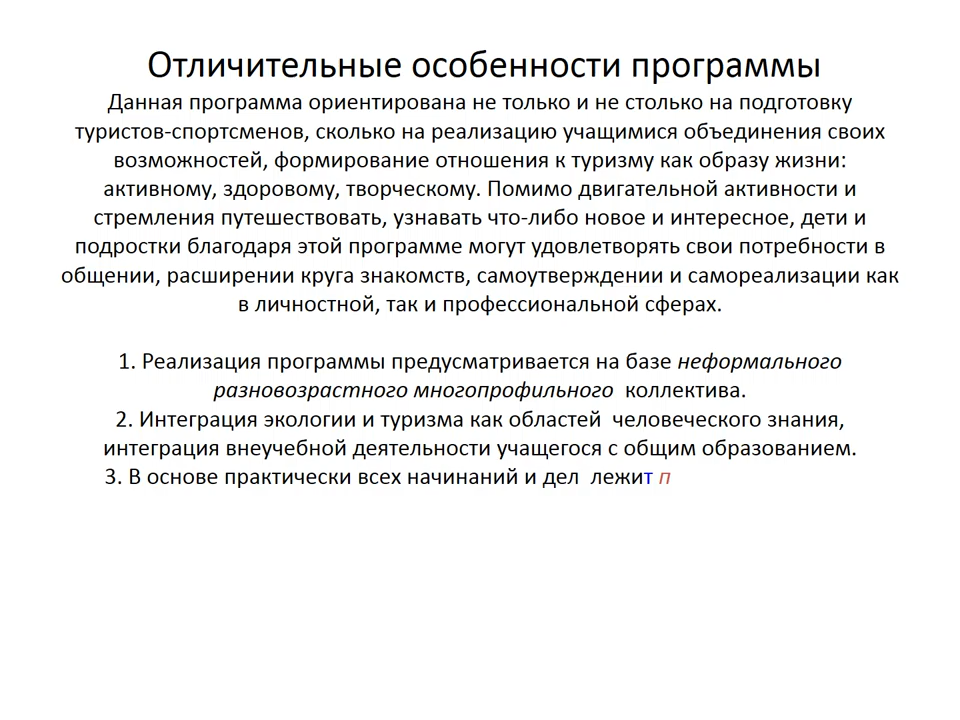 Отличительные особенности программы
Данная программа ориентирована не только и не столько на подготовку
туристов-спортсменов, сколько на реализацию учащимися объединения своих
возможностей, формирование отношения к туризму как образу жизни:
активному, здоровому, творческому. Помимо двигательной активности и
стремления путешествовать, узнавать что-либо новое и интересное, дети и
подростки благодаря этой программе могут удовлетворять свои потребности в
общении, расширении круга знакомств, самоутверждении и самореализации как
в личностной, так и профессиональной сферах.
1. Реализация программы предусматривается на базе неформального
разновозрастного многопрофильного  коллектива.
2. Интеграция экологии и туризма как областей  человеческого знания,
интеграция внеучебной деятельности учащегося с общим образованием.
3. В основе практически всех начинаний и дел  лежит п